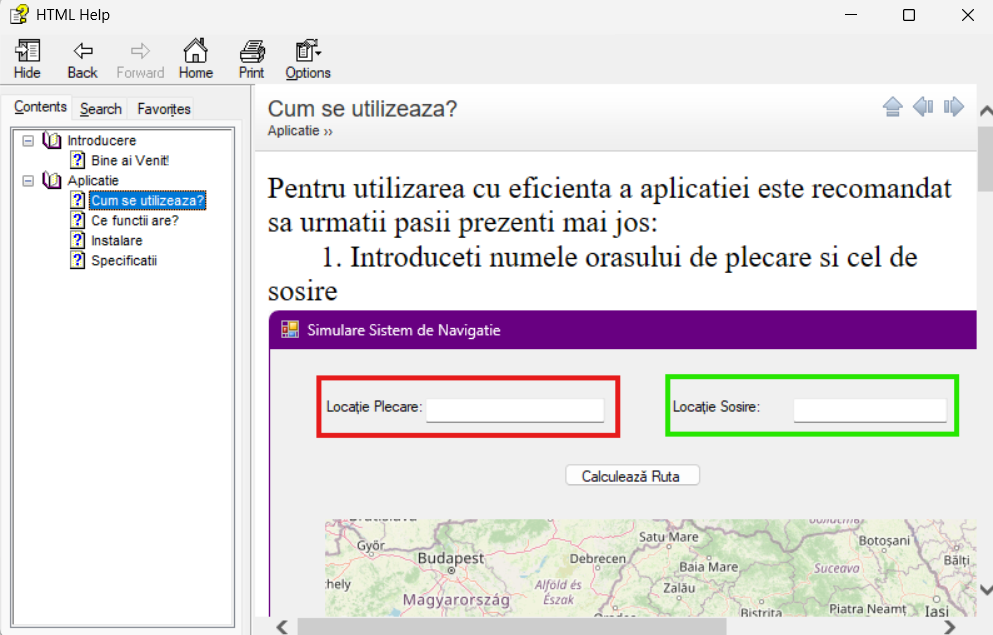 HTML Help
Hide Back Forward Home Print Options
Contents Search Favorites
Introducere
Bine ai Venit!
Aplicatie
Cum se utilizeaza?
Ce functii are?
Instalare
Specificatii
Cum se utilizeaza?
Aplicatie ››
Pentru utilizarea cu eficienta a aplicatiei este recomandat
sa urmatii pasii prezenti mai jos:
1. Introduceti numele orasului de plecare si cel de
sosire
Simulare Sistem de Navigatie
Locație Plecare: Locație Sosire:
Calculează Ruta
Győr
Budapest
Debrecen
Satu Mare
Botoșani
Baia Mare
Suceava
Bălți
Alföld és
Észak
Zalău
Magyarország
Bistrița
Piatra Neamț
Iași